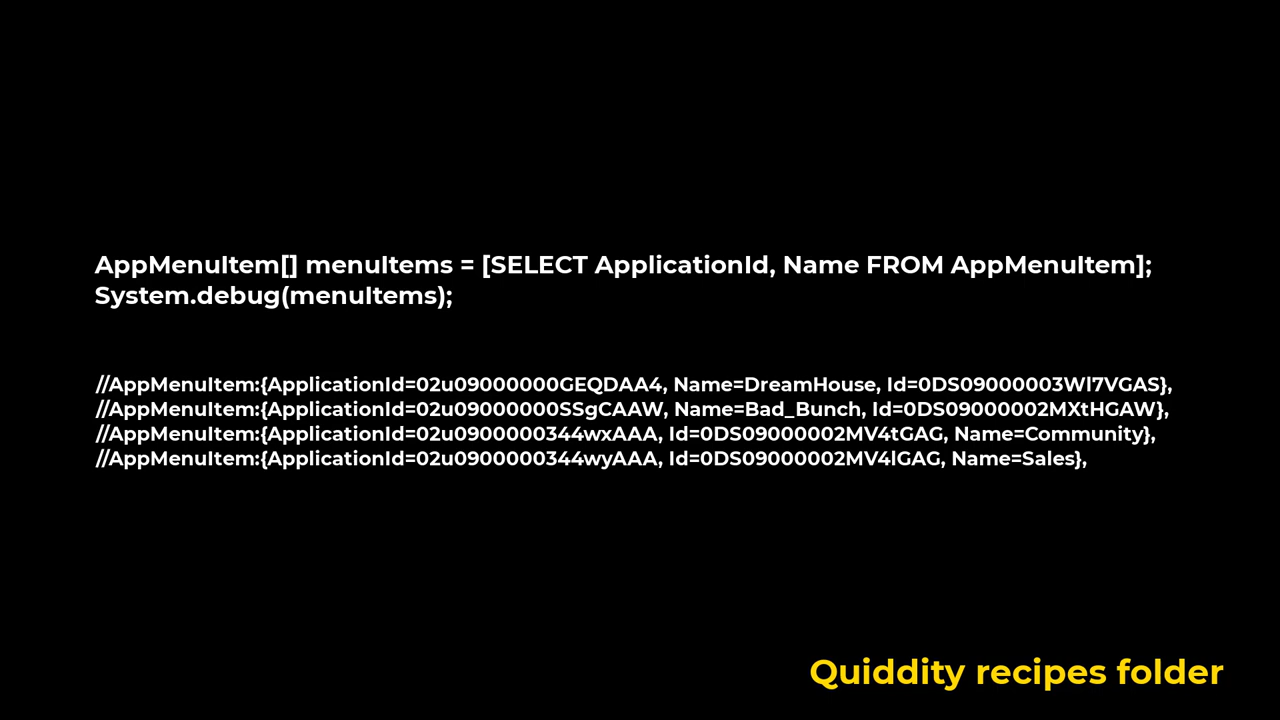 AppMenuItem[] menuItems = [SELECT ApplicationId, Name FROM AppMenuItem];
System.debug(menuItems);
//AppMenuItem:{ApplicationId=02u09000000GEQDAA4, Name=DreamHouse, Id=0DS09000003Wl7VGAS},
//AppMenuItem:{ApplicationId=02u09000000SSgCAAW, Name=Bad_Bunch, Id=0DS09000002MXtHGAW},
//AppMenuItem:{ApplicationId=02u0900000344wxAAA, Id=0DS09000002MV4tGAG, Name=Community},
//AppMenuItem:{ApplicationId=02u0900000344wyAAA, Id=0DS09000002MV4lGAG, Name=Sales},
Quiddity recipes folder